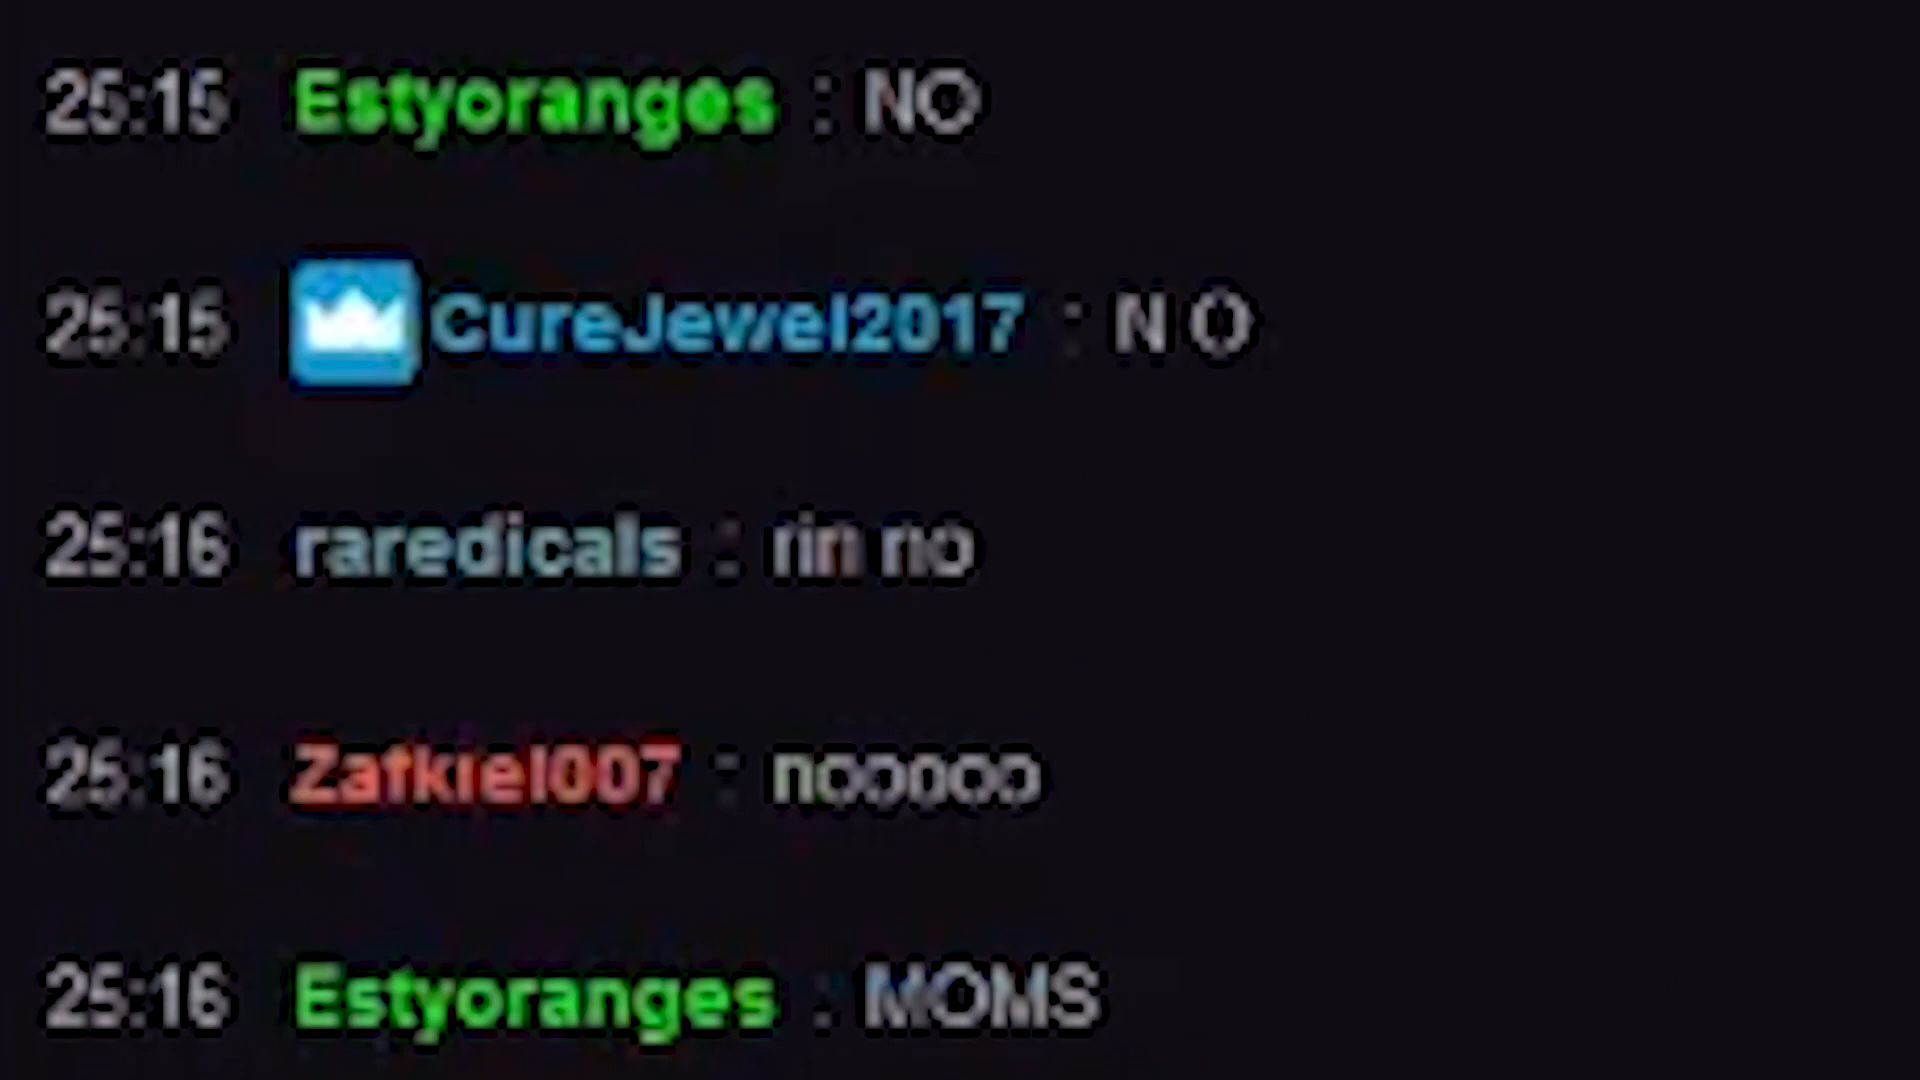 25:15 Estyoranges : NO
25:15 CureJewel2017 : N O
25:16 raredicals : rin no
25:16 Zafkiel007 : nooooo
25:16 Estyoranges : MOMS